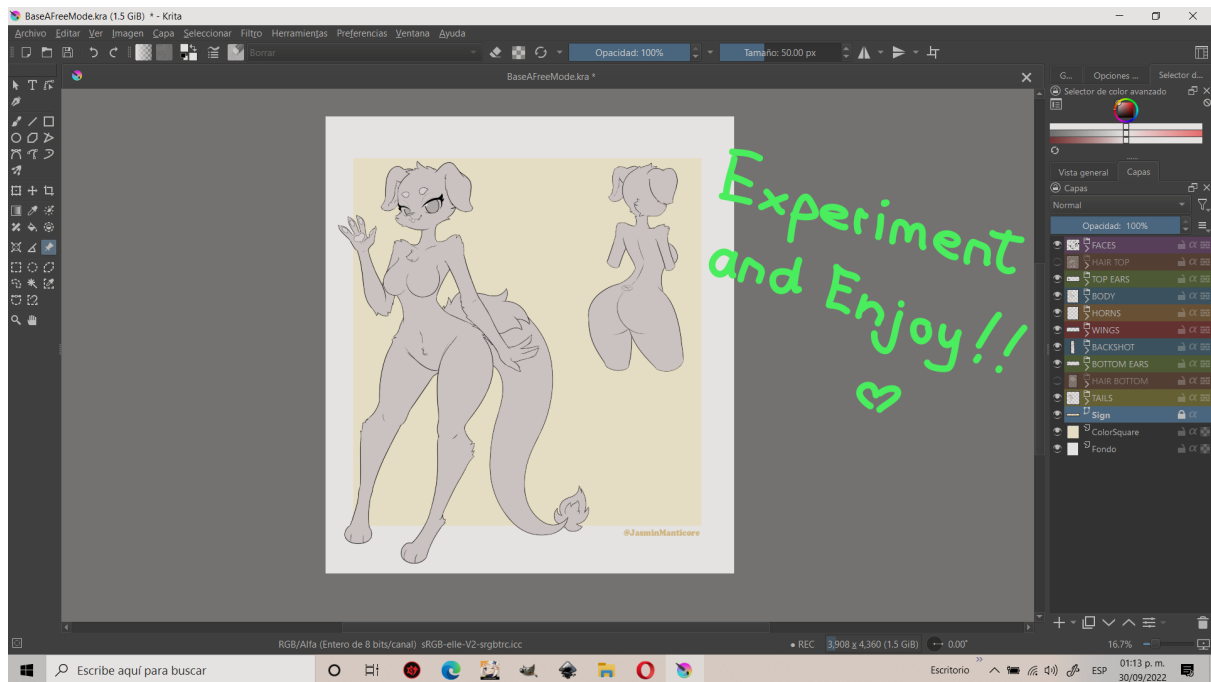 BaseAFreeMode.kra (1.5 GiB) * - Krita
Archivo Editar Ver Imagen Capa Seleccionar Filtro Herramientas Preferencias Ventana Ayuda
Borrar
Opacidad: 100%
Tamaño: 50.00 px
BaseAFreeMode.kra *
G... Opciones ... Selector d...
Selector de color avanzado
Vista general Capas
Capas
Normal
Opacidad: 100%
FACES
HAIR TOP
TOP EARS
BODY
HORNS
WINGS
BACKSHOT
BOTTOM EARS
HAIR BOTTOM
TAILS
Sign
ColorSquare
Fondo
Experiment
and Enjoy!!
@JasminManticore
RGB/Alfa (Entero de 8 bits/canal) sRGB-elle-V2-srgbtrc.icc
REC 3,908 x 4,360 (1.5 GiB) 0.00° 16.7%
Escribe aquí para buscar
Escritorio ESP 01:13 p. m.
30/09/2022